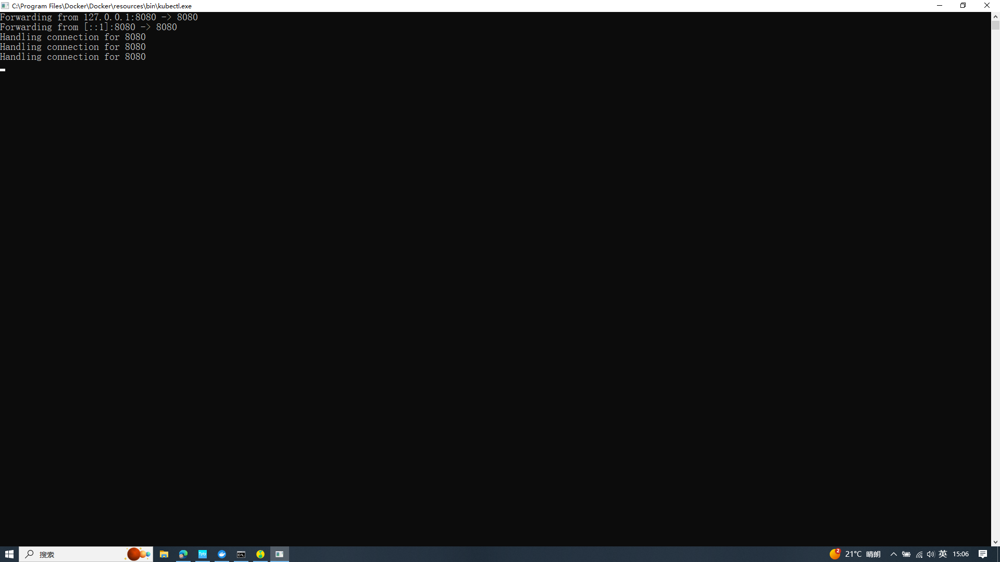 C:\Program Files\Docker\Docker\resources\bin\kubectl.exe
Forwarding from 127.0.0.1:8080 -> 8080
Forwarding from [::1]:8080 -> 8080
Handling connection for 8080
Handling connection for 8080
Handling connection for 8080
搜索
Tyty
C:\.
2
21°C 晴朗
英
15:06